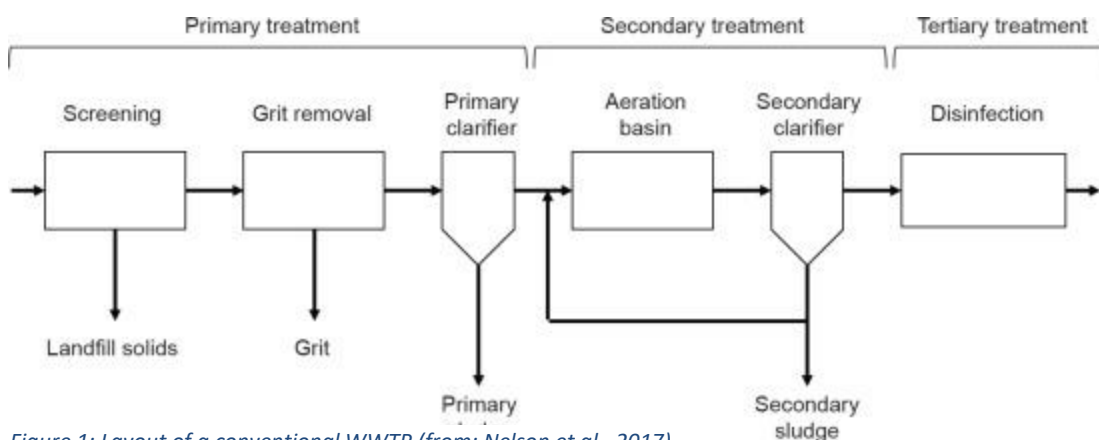 Primary treatment
Secondary treatment
Tertiary treatment
Screening
Grit removal
Primary
clarifier
Aeration
basin
Secondary
clarifier
Disinfection
Landfill solids
Grit
Primary
Secondary
sludge
Figure 1: Layout of a conventional WWTP (from: Nelson et al., 2017)